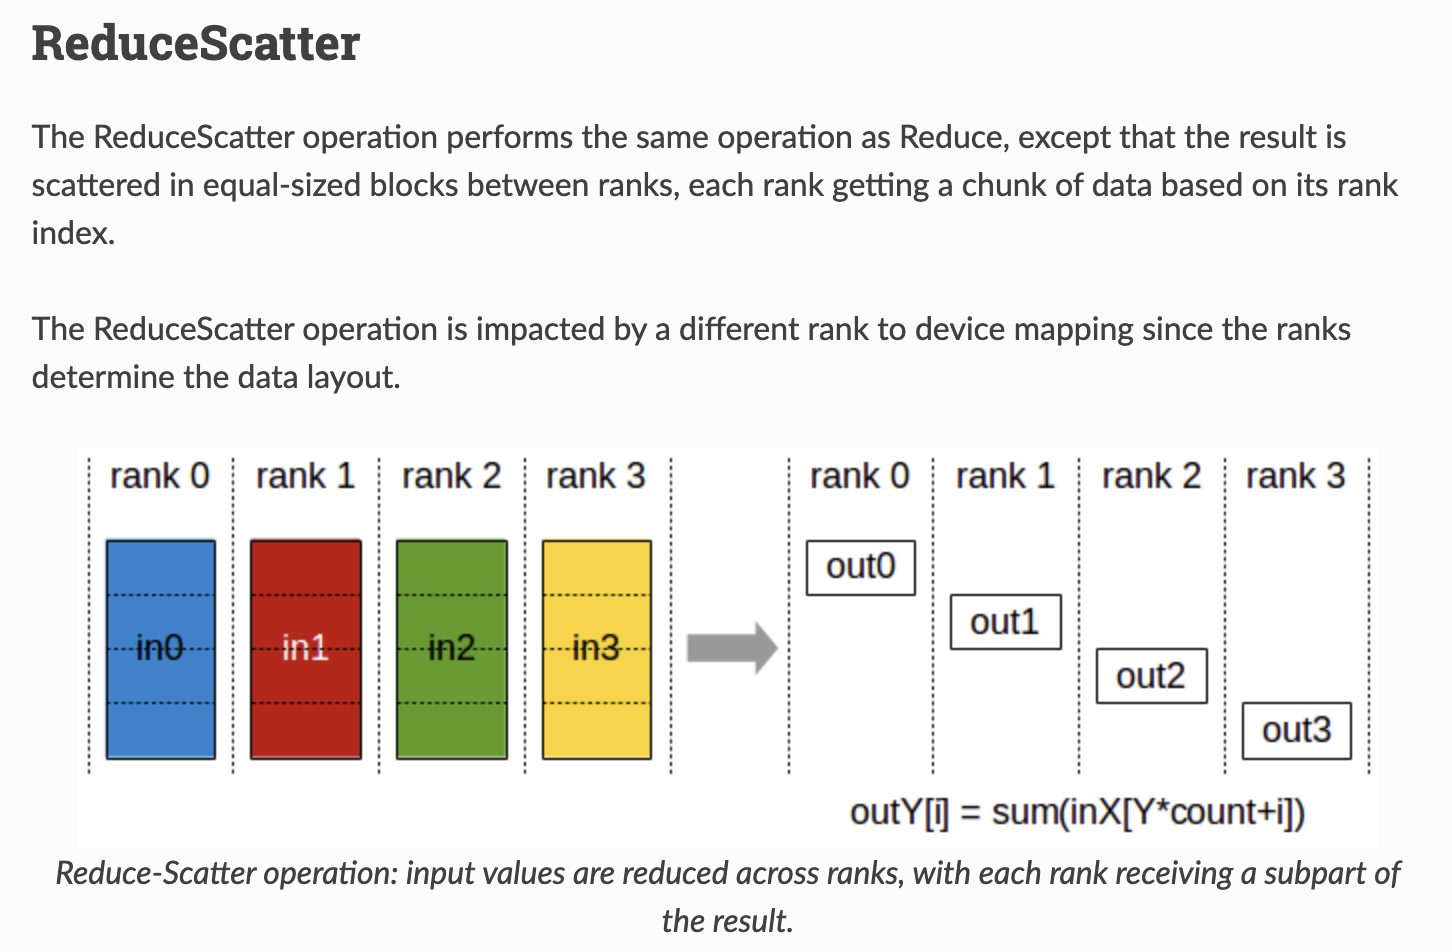 ReduceScatter
The ReduceScatter operation performs the same operation as Reduce, except that the result is
scattered in equal-sized blocks between ranks, each rank getting a chunk of data based on its rank
index.
The ReduceScatter operation is impacted by a different rank to device mapping since the ranks
determine the data layout.
rank 0 rank 1 rank 2 rank 3 rank 0 rank 1 rank 2 rank 3
out0
out1
in0 in1 in2 in3
out2
out3
outY[i] = sum(inX[Y*count+i])
Reduce-Scatter operation: input values are reduced across ranks, with each rank receiving a subpart of
the result.